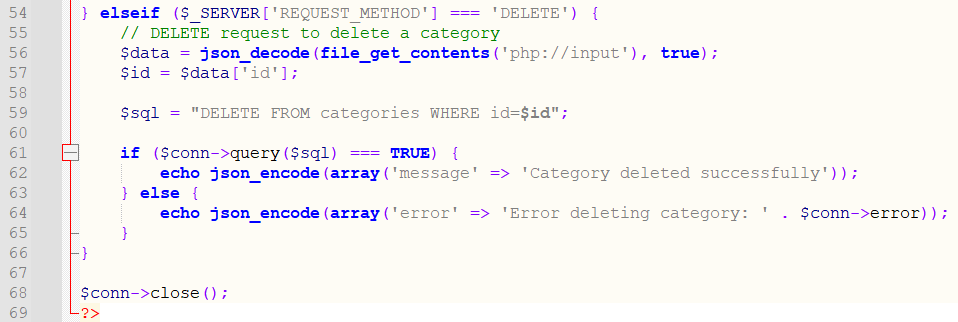 54 } elseif ($_SERVER['REQUEST_METHOD'] === 'DELETE') {
55     // DELETE request to delete a category
56     $data = json_decode(file_get_contents('php://input'), true);
57     $id = $data['id'];
58
59     $sql = "DELETE FROM categories WHERE id=$id";
60
61     if ($conn->query($sql) === TRUE) {
62         echo json_encode(array('message' => 'Category deleted successfully'));
63     } else {
64         echo json_encode(array('error' => 'Error deleting category: ' . $conn->error));
65     }
66 }
67
68 $conn->close();
69 ?>